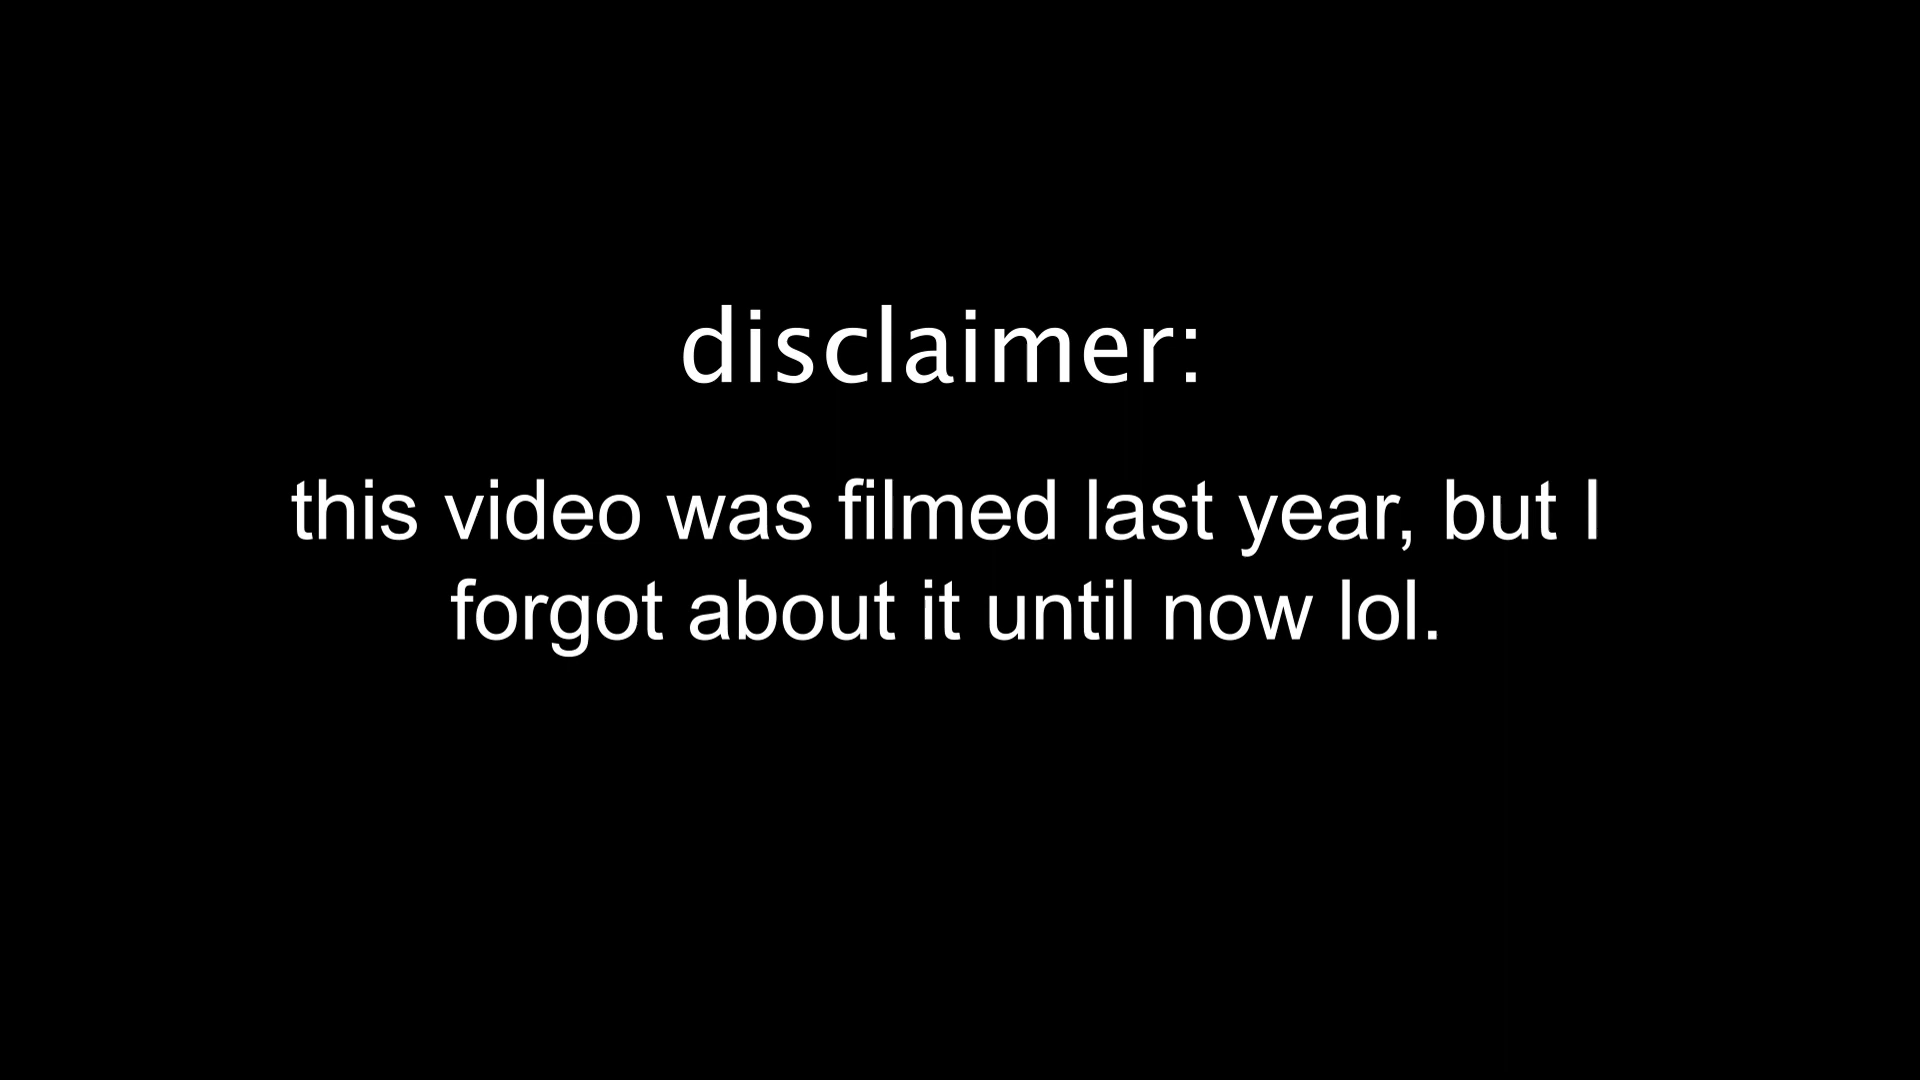 disclaimer:
this video was filmed last year, but I
forgot about it until now lol.